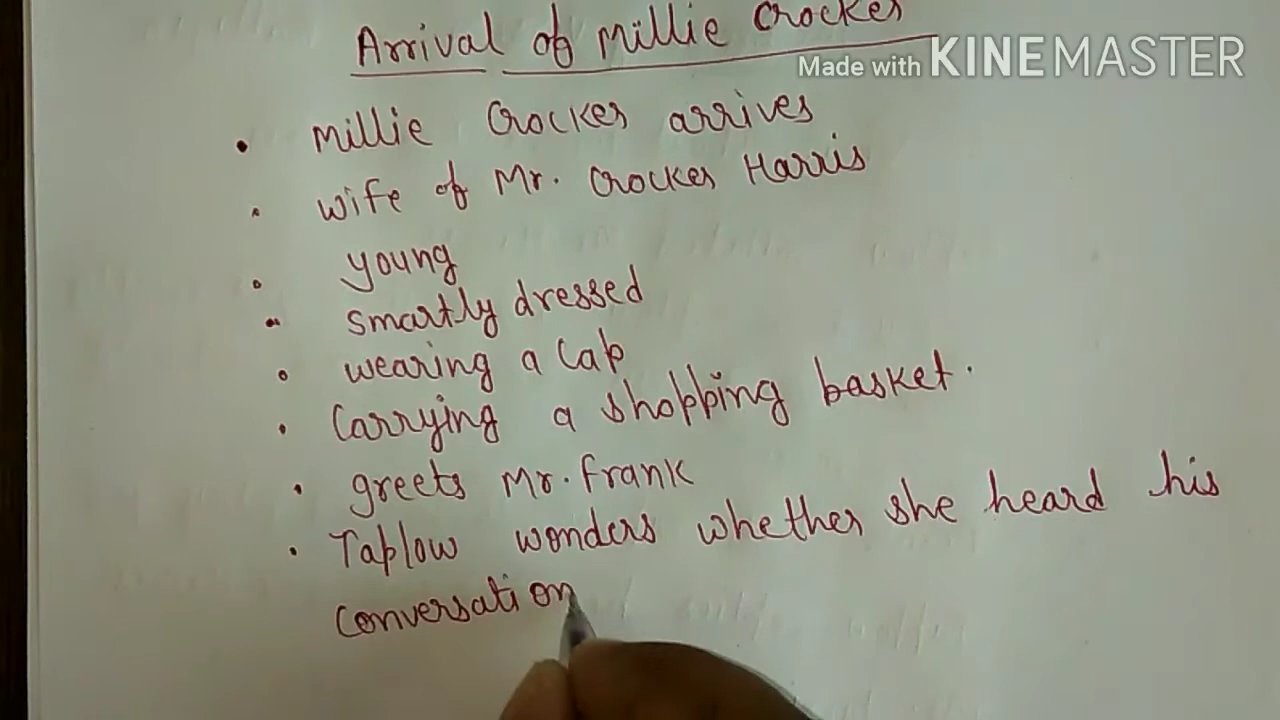 Arrival of Millie Crocker
Made with KINEMASTER
Millie Crocker arrives
wife of Mr. Crocker Harris
young
smartly dressed
wearing a cap
Carrying a shopping basket.
greets Mr. Frank
Taplow wonders whether she heard his
conversation